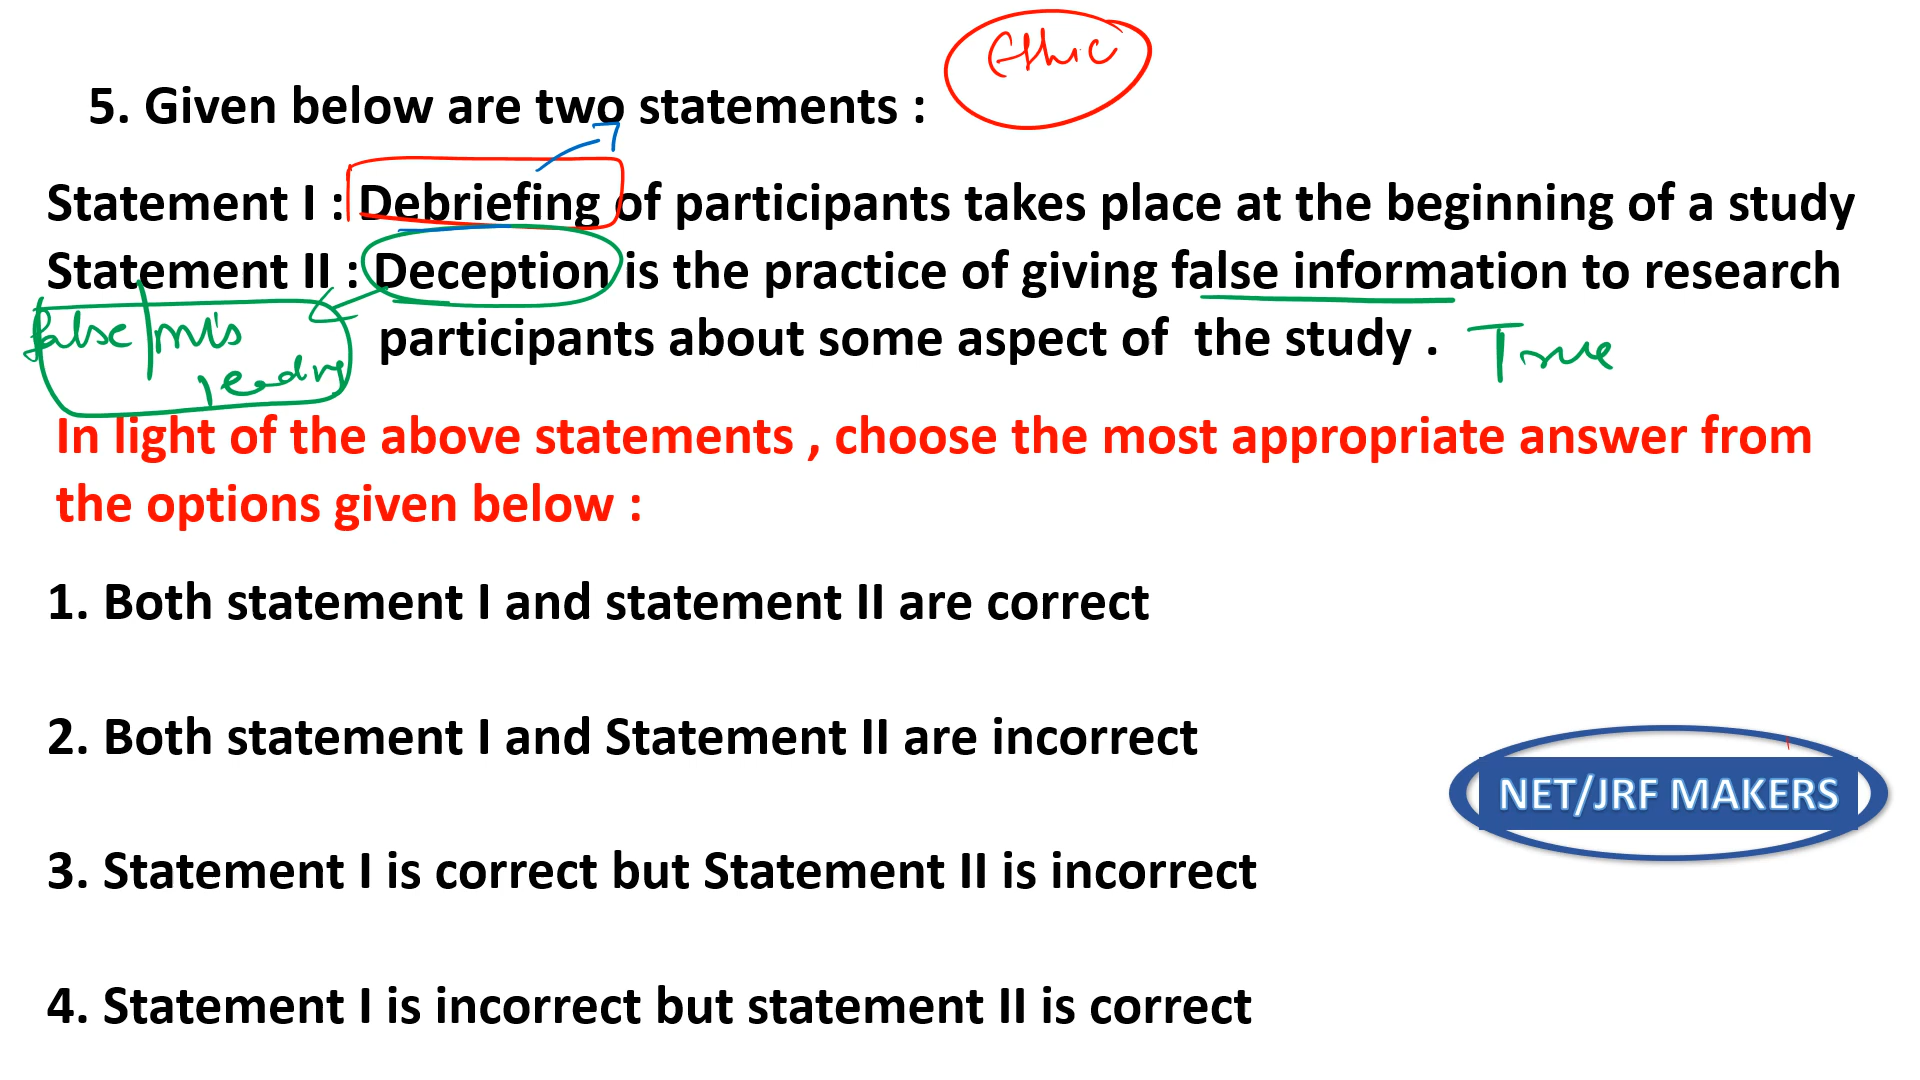 Ethic
5. Given below are two statements :
Statement I : Debriefing of participants takes place at the beginning of a study
Statement II : Deception is the practice of giving false information to research
false/mis
leading
participants about some aspect of the study . True
In light of the above statements , choose the most appropriate answer from
the options given below :
1. Both statement I and statement II are correct
2. Both statement I and Statement II are incorrect
NET/JRF MAKERS
3. Statement I is correct but Statement II is incorrect
4. Statement I is incorrect but statement II is correct